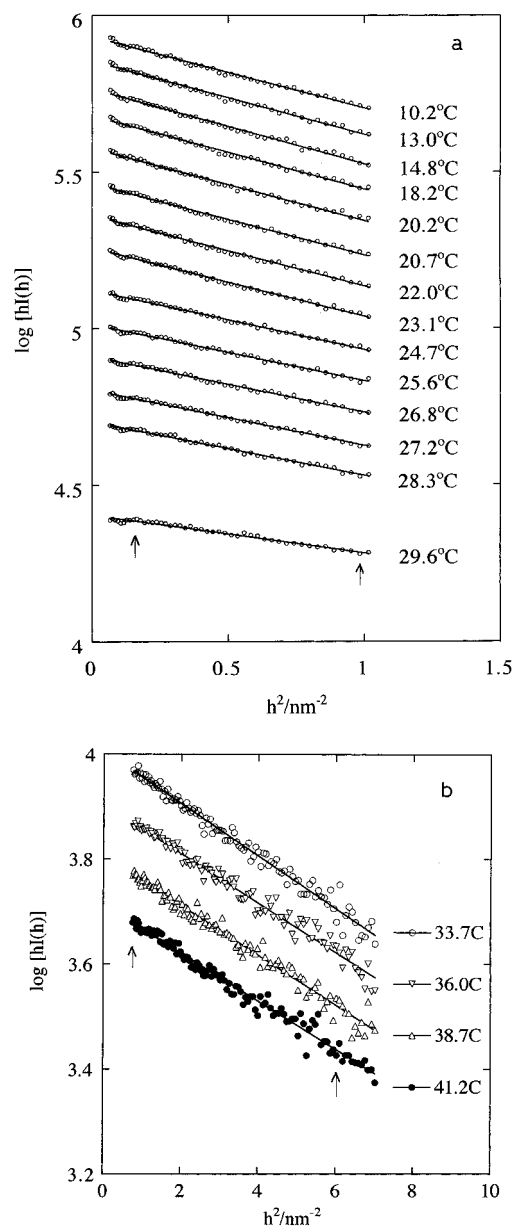 6
a
10.2°C
13.0°C
14.8°C
5.5
18.2°C
20.2°C
20.7°C
22.0°C
23.1°C
log [hI(h)]
5
24.7°C
25.6°C
26.8°C
27.2°C
28.3°C
4.5
29.6°C
4
0 0.5 1 1.5
h²/nm⁻²
4
b
3.8
33.7C
log [hI(h)]
3.6
36.0C
38.7C
3.4
41.2C
3.2
0 2 4 6 8 10
h²/nm⁻²